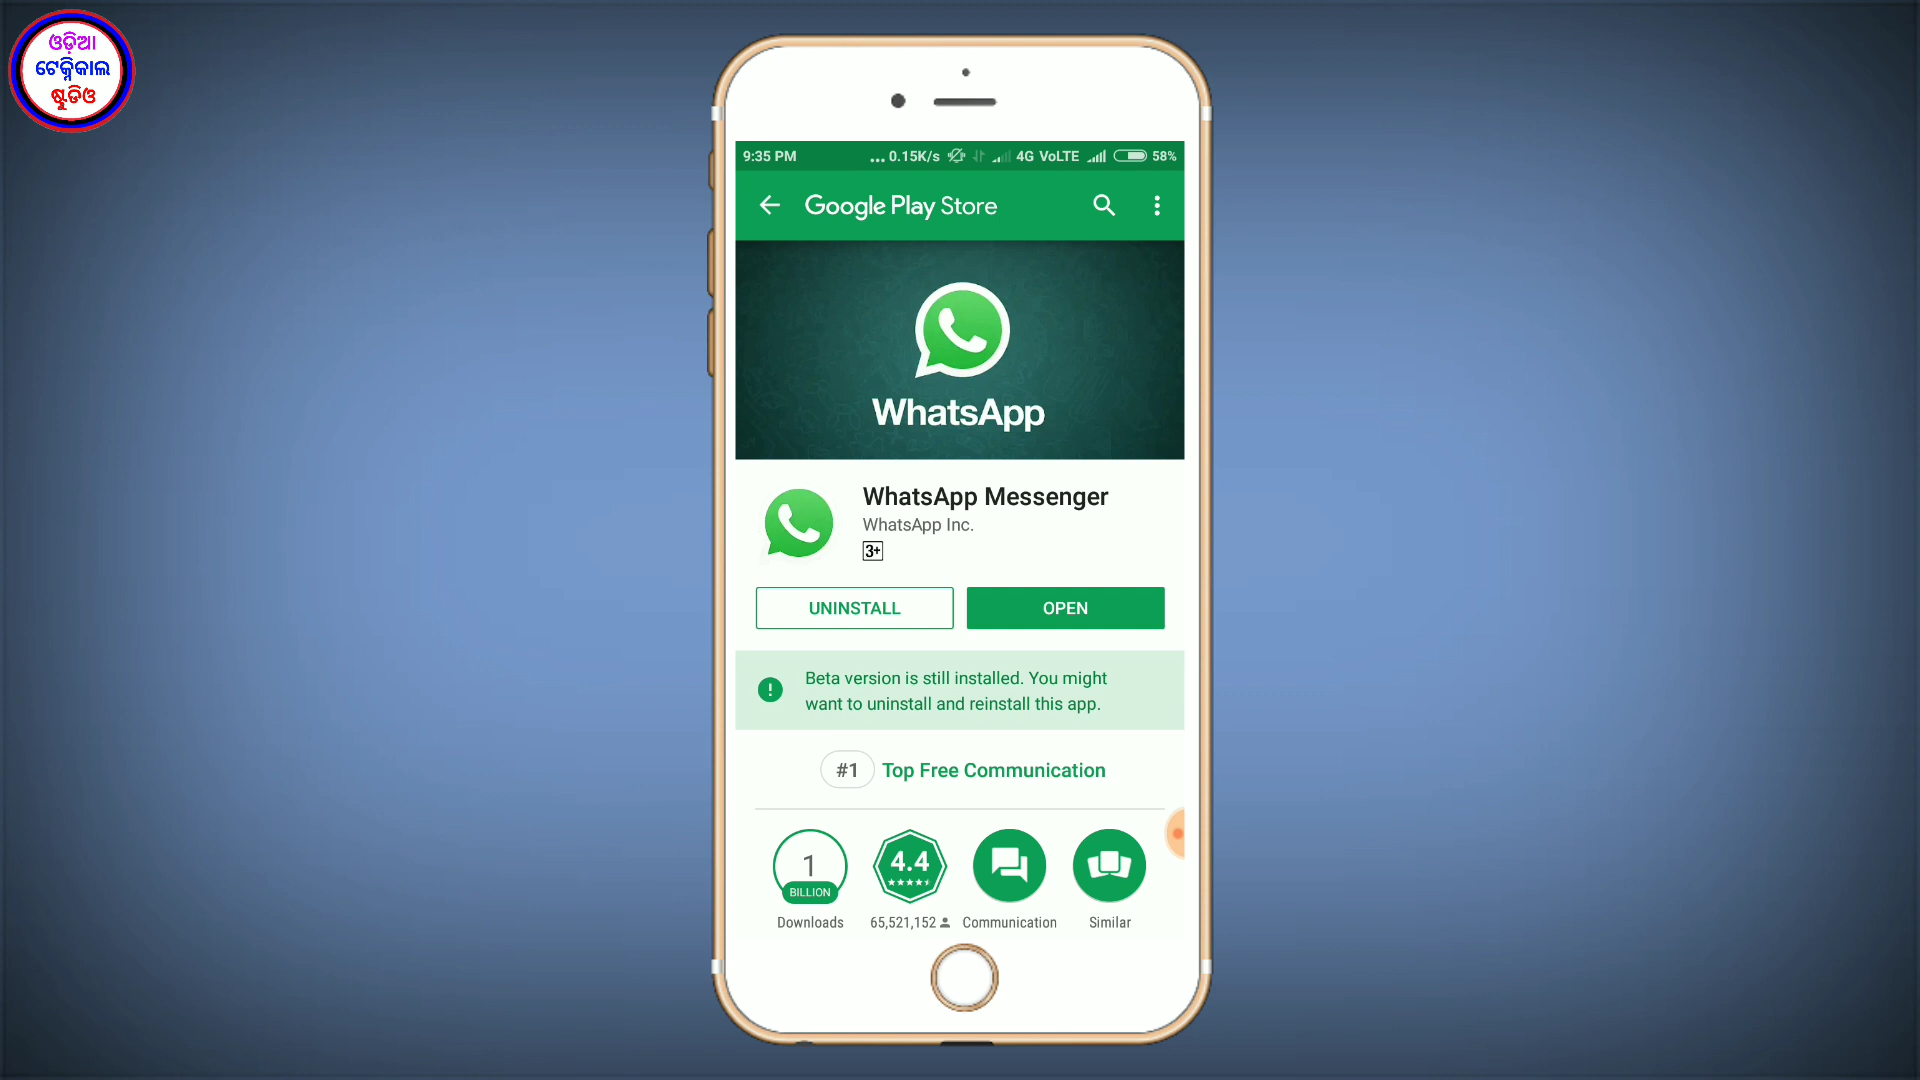 ଓଡ଼ିଆ
ଟେକ୍ନିକାଲ
ଷ୍ଟୁଡିଓ
9:35 PM ... 0.15K/s 4G VoLTE 58%
Google Play Store
WhatsApp
WhatsApp Messenger
WhatsApp Inc.
3+
UNINSTALL OPEN
Beta version is still installed. You might
want to uninstall and reinstall this app.
#1 Top Free Communication
1 4.4
BILLION
Downloads 65,521,152 Communication Similar